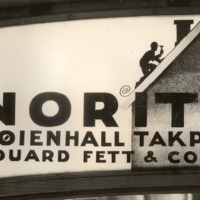 NORIT
ØIENHALL TAKP
DUARD FETT & CO